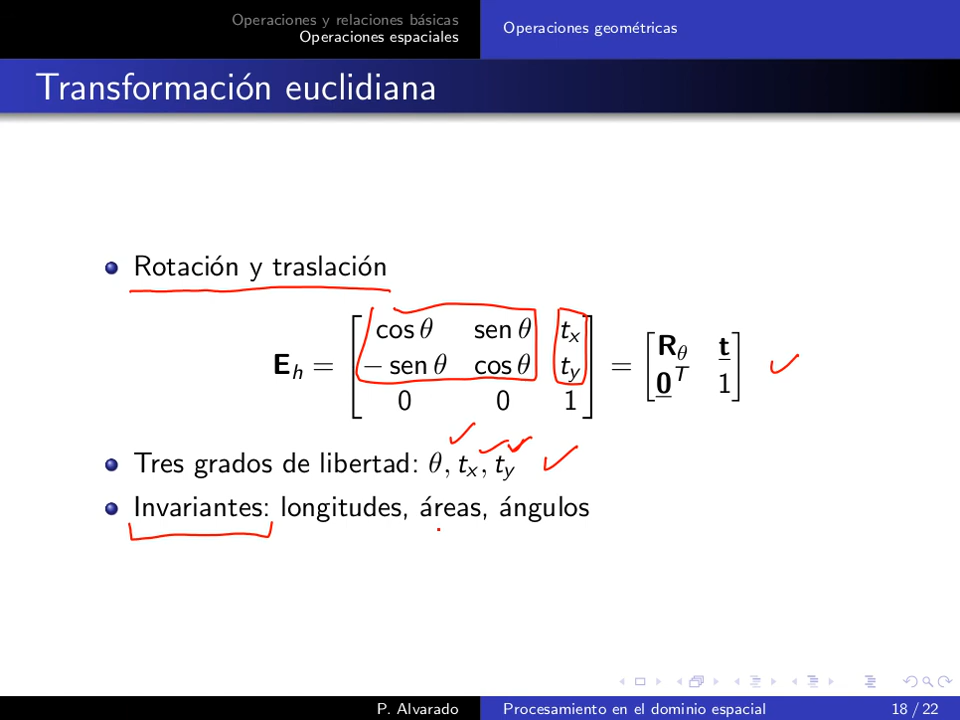 Operaciones y relaciones básicas
Operaciones espaciales
Operaciones geométricas
Transformación euclidiana
Rotación y traslación
E_h = [cos θ sen θ t_x; − sen θ cos θ t_y; 0 0 1] = [R_θ t; 0^T 1]
Tres grados de libertad: θ, t_x, t_y
Invariantes: longitudes, áreas, ángulos
P. Alvarado
Procesamiento en el dominio espacial
18 / 22